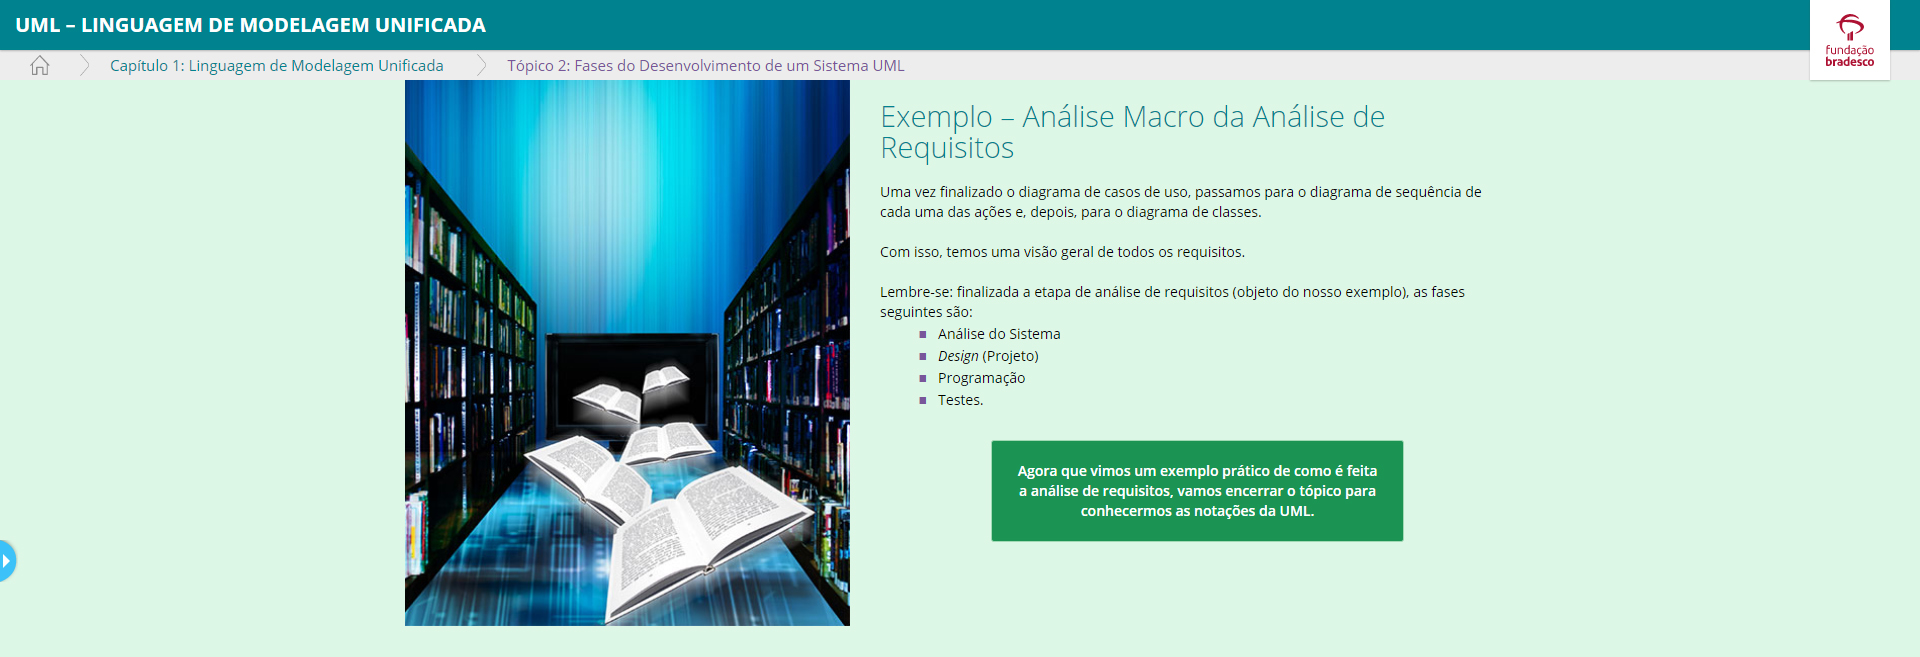 UML – LINGUAGEM DE MODELAGEM UNIFICADA
Capítulo 1: Linguagem de Modelagem Unificada
Tópico 2: Fases do Desenvolvimento de um Sistema UML
fundação
bradesco
Exemplo – Análise Macro da Análise de
Requisitos
Uma vez finalizado o diagrama de casos de uso, passamos para o diagrama de sequência de
cada uma das ações e, depois, para o diagrama de classes.
Com isso, temos uma visão geral de todos os requisitos.
Lembre-se: finalizada a etapa de análise de requisitos (objeto do nosso exemplo), as fases
seguintes são:
Análise do Sistema
Design (Projeto)
Programação
Testes.
Agora que vimos um exemplo prático de como é feita
a análise de requisitos, vamos encerrar o tópico para
conhecermos as notações da UML.